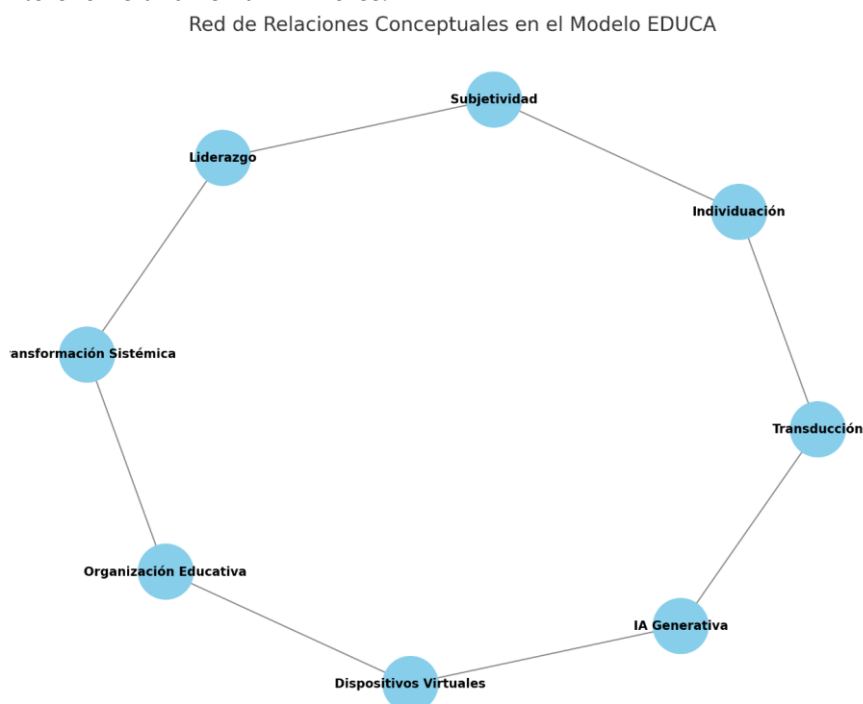 Red de Relaciones Conceptuales en el Modelo EDUCA
Subjetividad
Liderazgo
Individuación
ansformación Sistémica
Transducción
Organización Educativa
IA Generativa
Dispositivos Virtuales